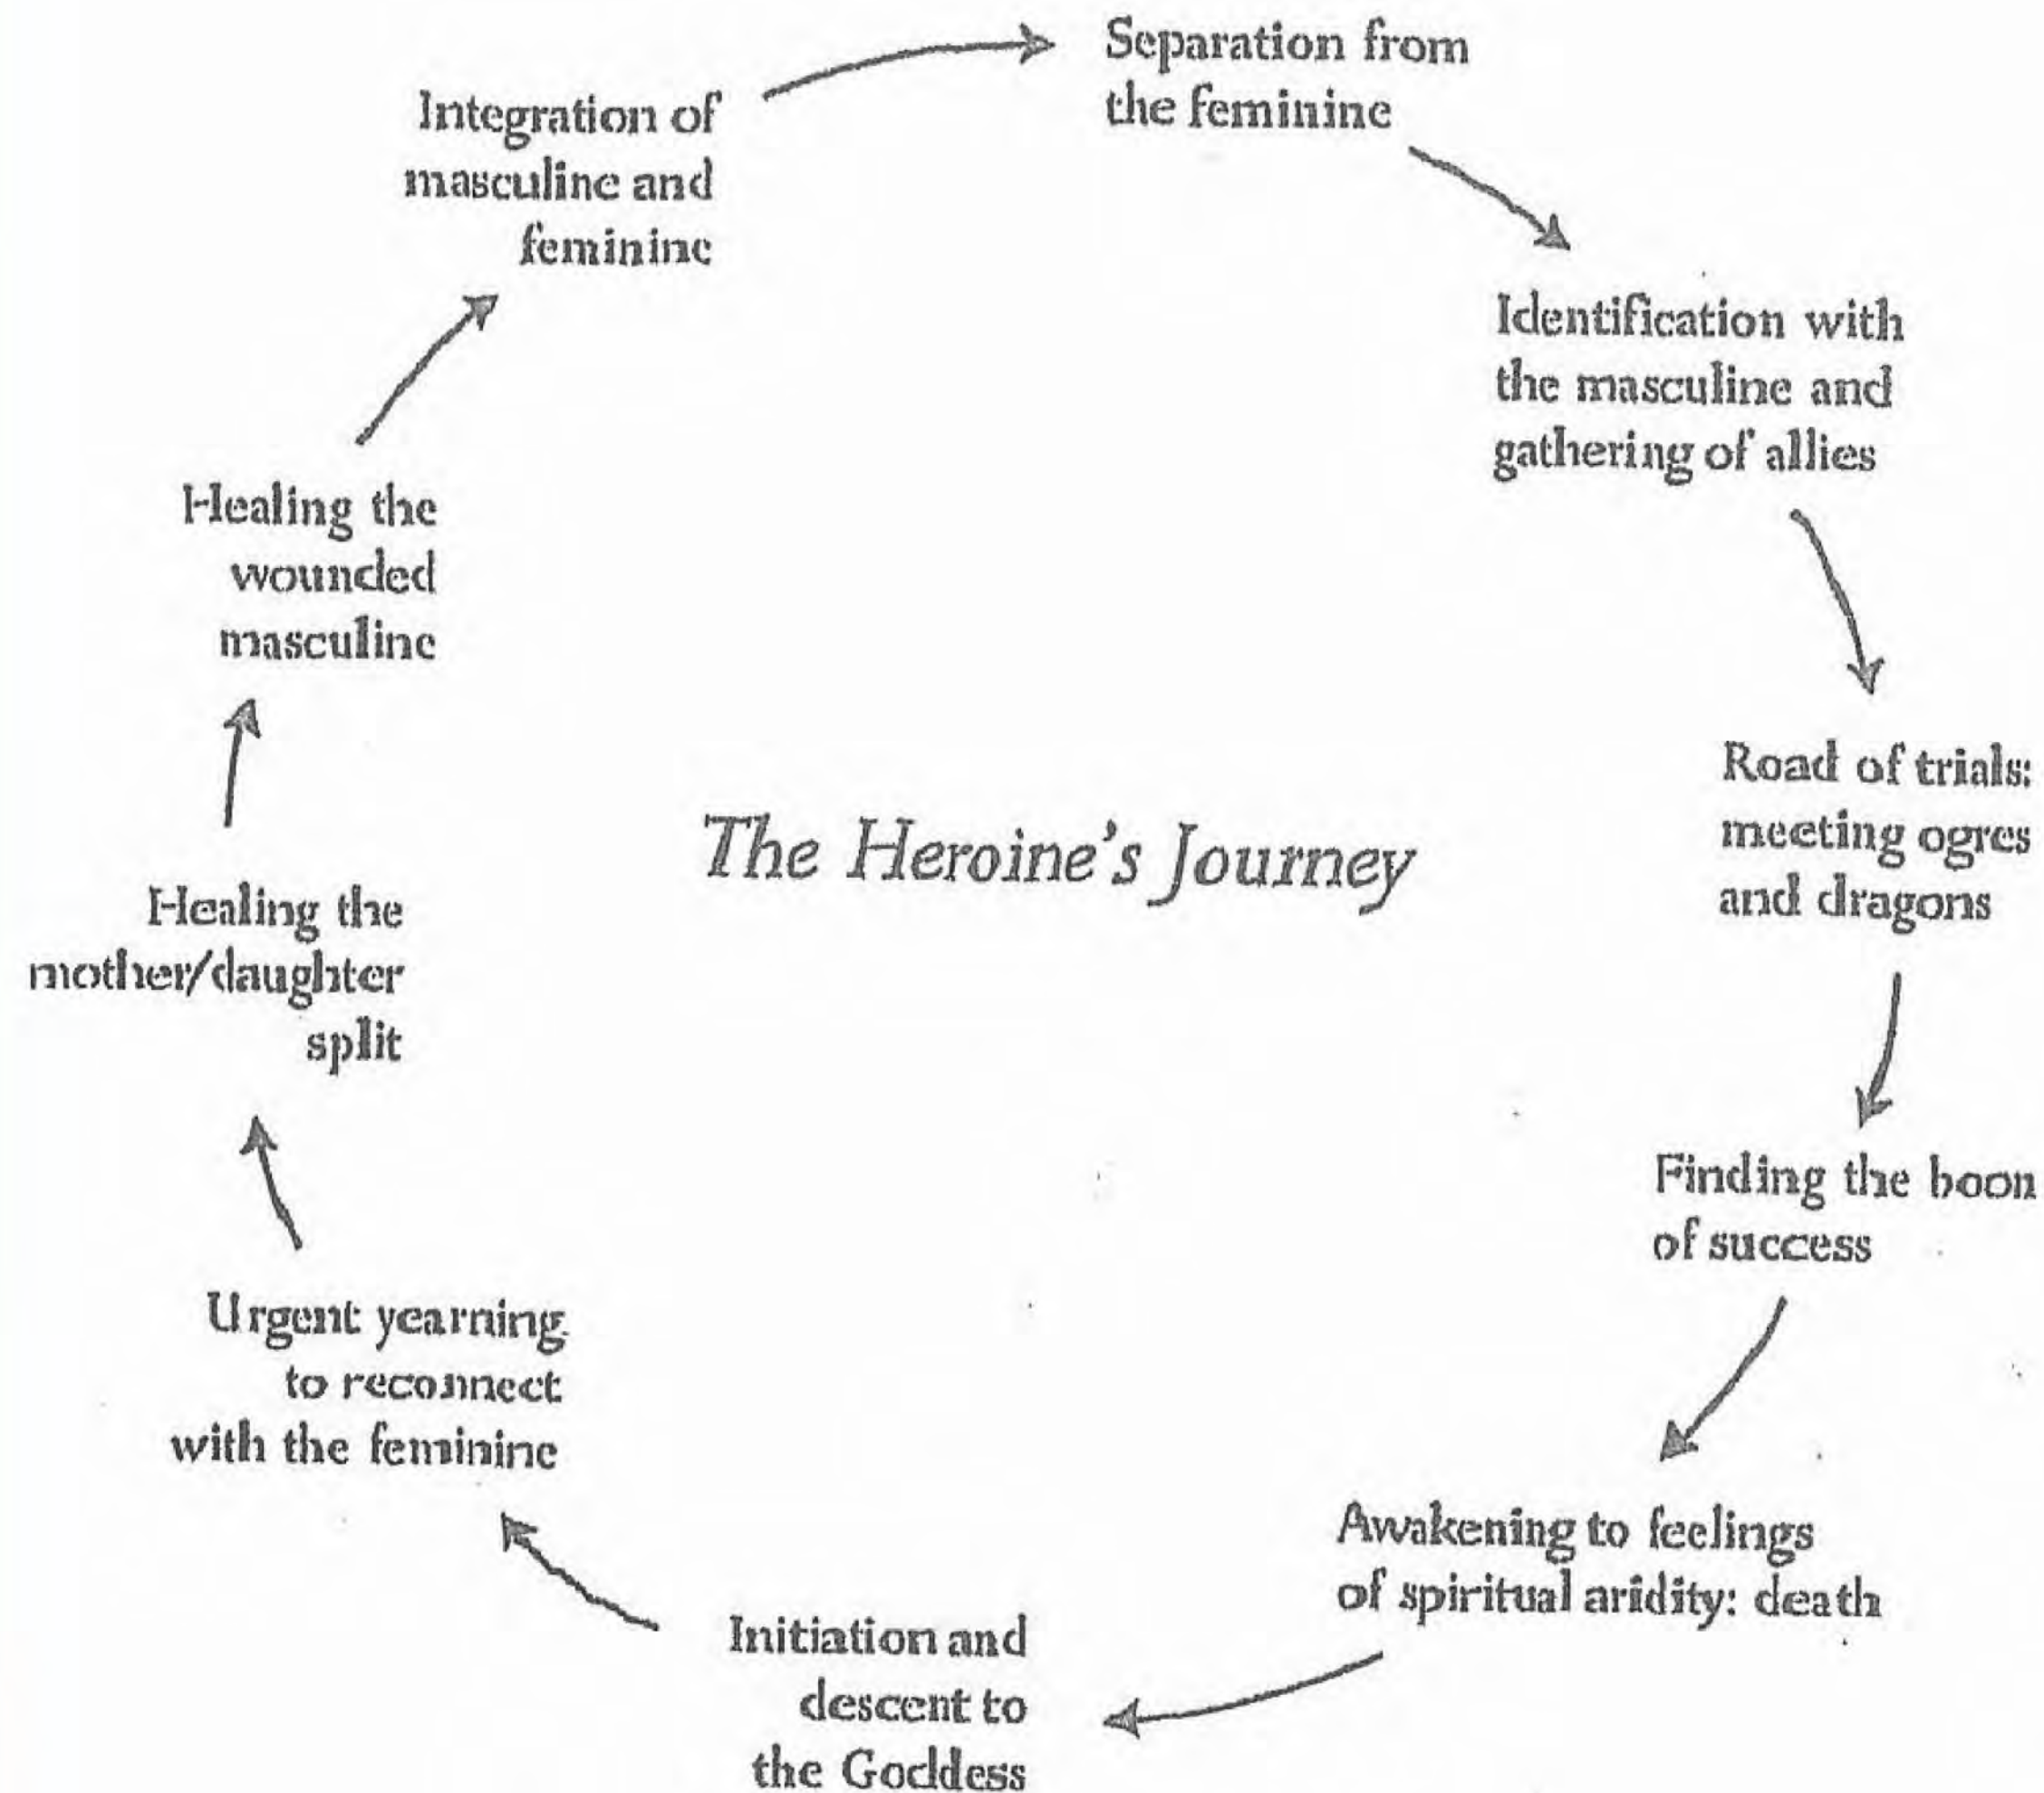 Separation from
the feminine
Identification with
the masculine and
gathering of allies
Road of trials:
meeting ogres
and dragons
Finding the boon
of success
Awakening to feelings
of spiritual aridity: death
Initiation and
descent to
the Goddess
Urgent yearning
to reconnect
with the feminine
Healing the
mother/daughter
split
Healing the
wounded
masculine
Integration of
masculine and
feminine
The Heroine's Journey